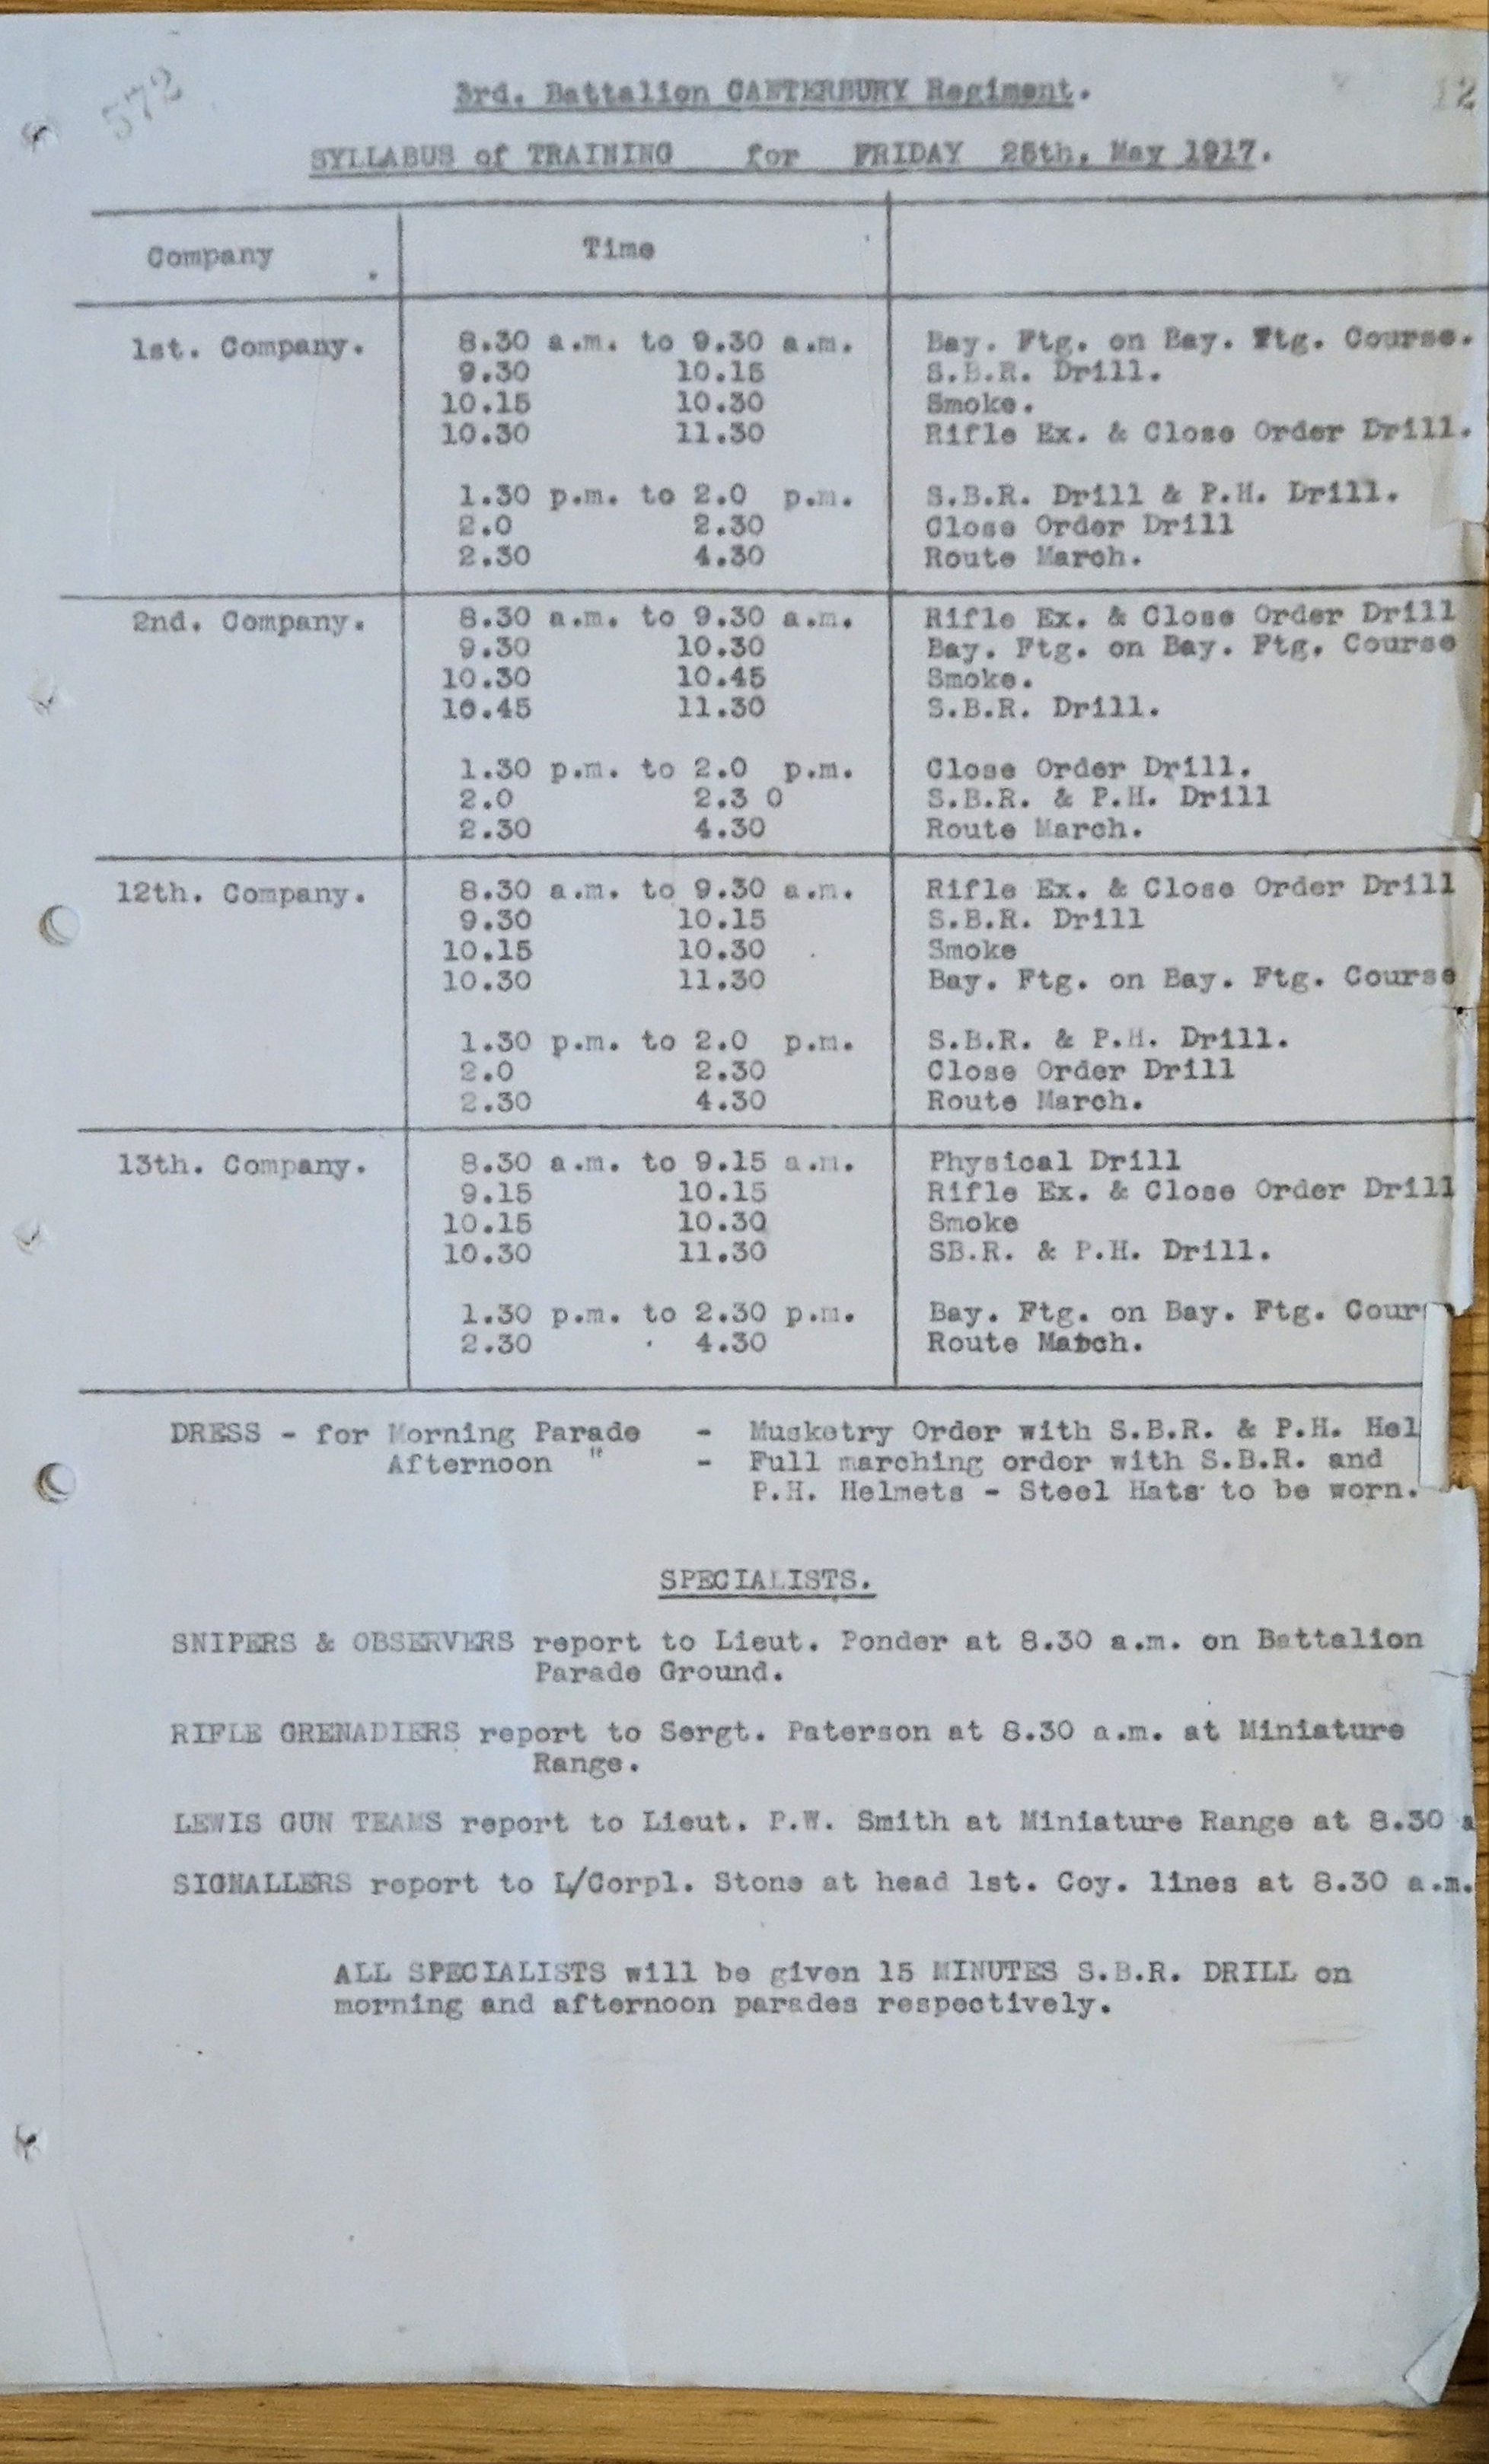 572
12
3rd. Battalion CANTERBURY Regiment.
SYLLABUS of TRAINING for FRIDAY 25th. May 1917.
Company Time
1st. Company. 8.30 a.m. to 9.30 a.m. Bay. Ftg. on Bay. Ftg. Course.
9.30 10.15 S.B.R. Drill.
10.15 10.30 Smoke.
10.30 11.30 Rifle Ex. & Close Order Drill.
1.30 p.m. to 2.0 p.m. S.B.R. Drill & P.H. Drill.
2.0 2.30 Close Order Drill
2.30 4.30 Route March.
2nd. Company. 8.30 a.m. to 9.30 a.m. Rifle Ex. & Close Order Drill
9.30 10.30 Bay. Ftg. on Bay. Ftg. Course
10.30 10.45 Smoke.
10.45 11.30 S.B.R. Drill.
1.30 p.m. to 2.0 p.m. Close Order Drill.
2.0 2.3 0 S.B.R. & P.H. Drill
2.30 4.30 Route March.
12th. Company. 8.30 a.m. to 9.30 a.m. Rifle Ex. & Close Order Drill
9.30 10.15 S.B.R. Drill
10.15 10.30 Smoke
10.30 11.30 Bay. Ftg. on Bay. Ftg. Course
1.30 p.m. to 2.0 p.m. S.B.R. & P.H. Drill.
2.0 2.30 Close Order Drill
2.30 4.30 Route March.
13th. Company. 8.30 a.m. to 9.15 a.m. Physical Drill
9.15 10.15 Rifle Ex. & Close Order Drill
10.15 10.30 Smoke
10.30 11.30 SB.R. & P.H. Drill.
1.30 p.m. to 2.30 p.m. Bay. Ftg. on Bay. Ftg. Cour
2.30 4.30 Route March.
DRESS - for Morning Parade - Musketry Order with S.B.R. & P.H. Hel
Afternoon " - Full marching order with S.B.R. and
P.H. Helmets - Steel Hats to be worn.
SPECIALISTS.
SNIPERS & OBSERVERS report to Lieut. Ponder at 8.30 a.m. on Battalion
Parade Ground.
RIFLE GRENADIERS report to Sergt. Paterson at 8.30 a.m. at Miniature
Range.
LEWIS GUN TEAMS report to Lieut. P.W. Smith at Miniature Range at 8.30 a
SIGNALLERS report to L/Corpl. Stone at head 1st. Coy. lines at 8.30 a.m.
ALL SPECIALISTS will be given 15 MINUTES S.B.R. DRILL on
morning and afternoon parades respectively.